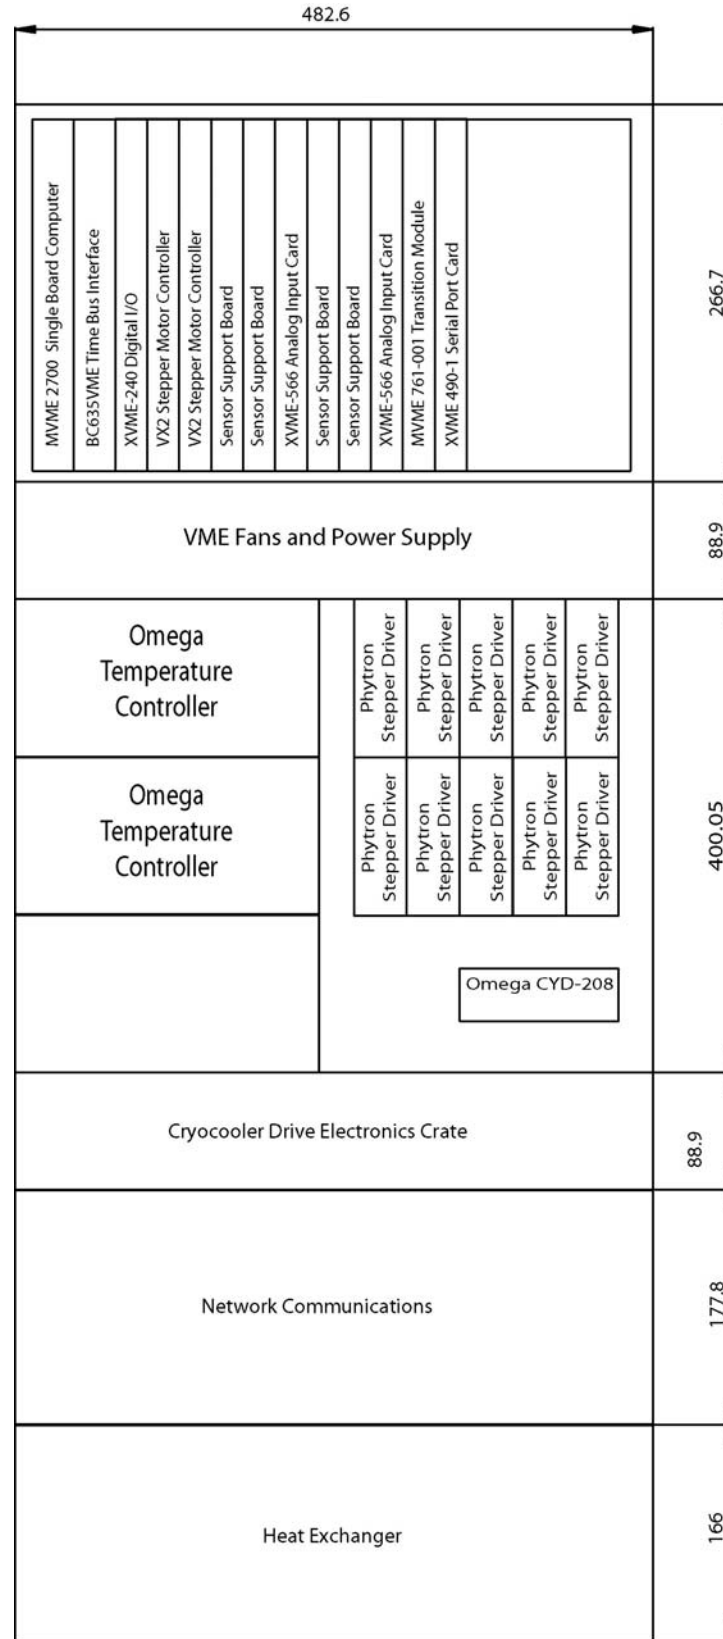 482.6
MVME 2700 Single Board Computer
BC635VME Time Bus Interface
XVME-240 Digital I/O
VX2 Stepper Motor Controller
VX2 Stepper Motor Controller
Sensor Support Board
Sensor Support Board
XVME-566 Analog Input Card
Sensor Support Board
Sensor Support Board
XVME-566 Analog Input Card
MVME 761-001 Transition Module
XVME 490-1 Serial Port Card
266.7
VME Fans and Power Supply
88.9
Omega
Temperature
Controller
Phytron
Stepper Driver
Phytron
Stepper Driver
Phytron
Stepper Driver
Phytron
Stepper Driver
Phytron
Stepper Driver
Omega
Temperature
Controller
Phytron
Stepper Driver
Phytron
Stepper Driver
Phytron
Stepper Driver
Phytron
Stepper Driver
Phytron
Stepper Driver
400.05
Omega CYD-208
Cryocooler Drive Electronics Crate
88.9
Network Communications
177.8
Heat Exchanger
166